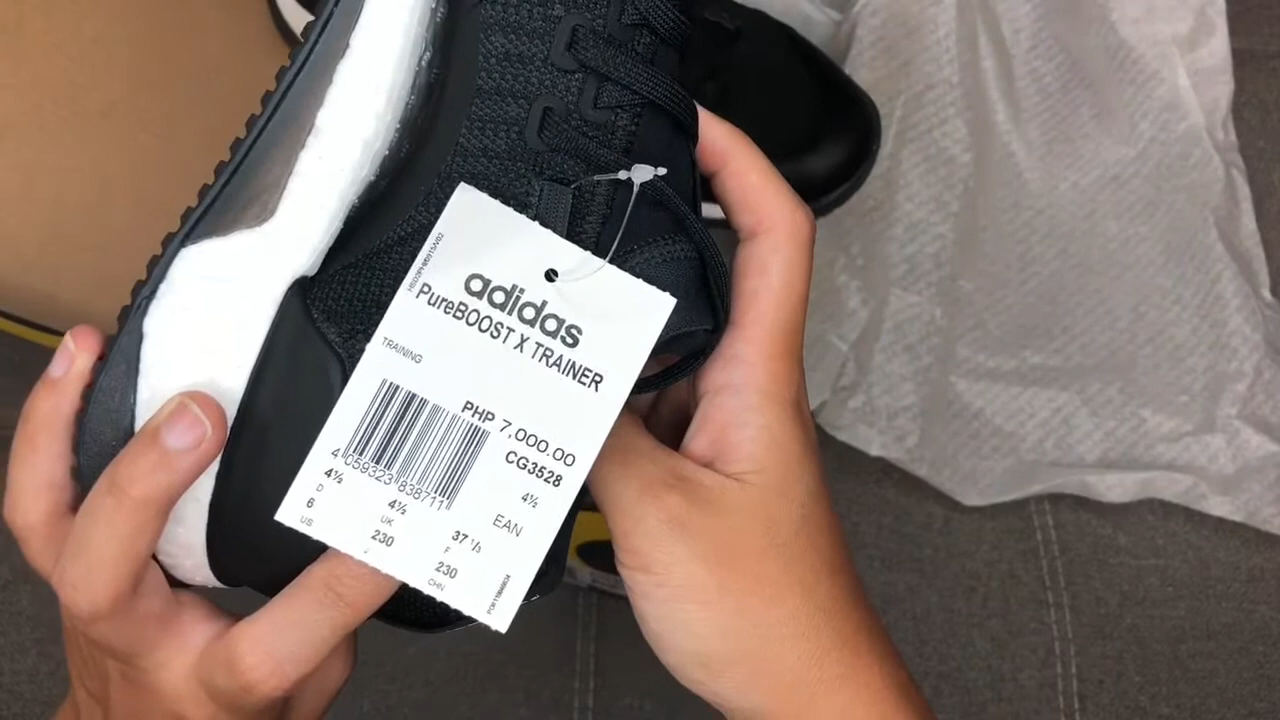 adidas
PureBOOST X TRAINER
TRAINING
PHP 7,000.00
CG3528
4 059323 838711
4½
EAN
4½
D
4½
UK
37 ⅓
F
6
US
230
J
230
CHN